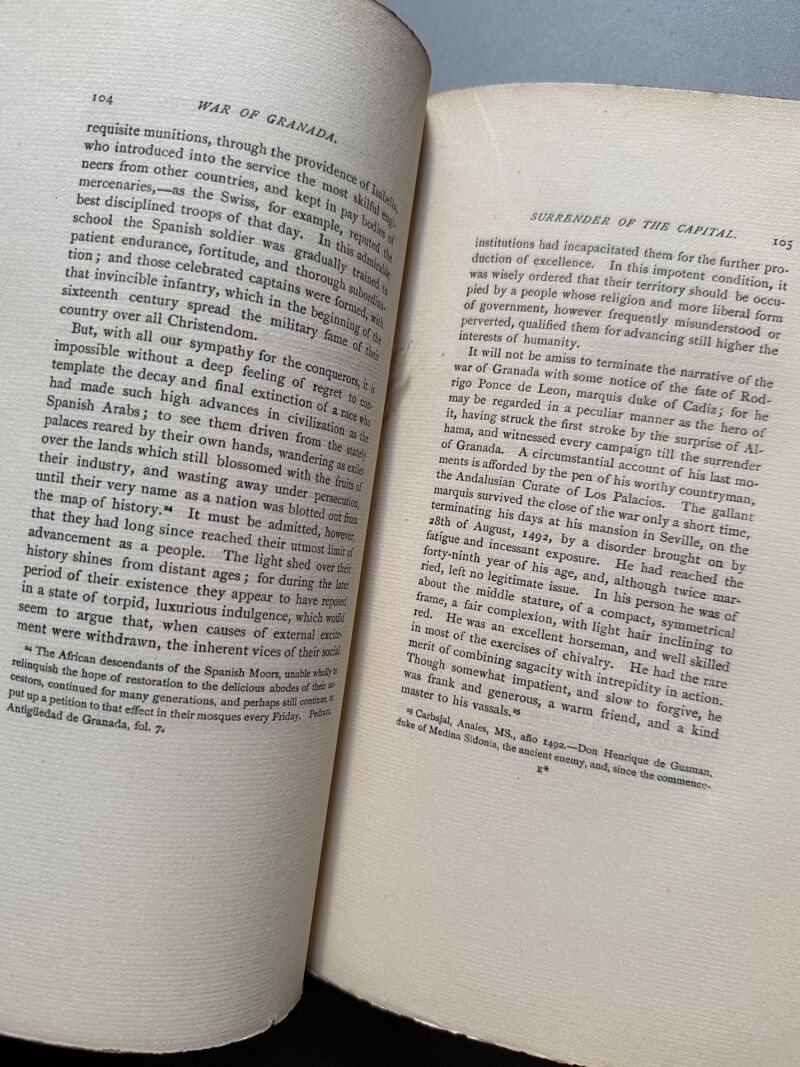 104
WAR OF GRANADA.
requisite munitions, through the providence of Isabella,
who introduced into the service the most skilful engi-
neers from other countries, and kept in pay bodies of
mercenaries,—as the Swiss, for example, reputed the
best disciplined troops of that day. In this admirable
school the Spanish soldier was gradually trained to
patient endurance, fortitude, and thorough subordina-
tion; and those celebrated captains were formed, with
that invincible infantry, which in the beginning of the
sixteenth century spread the military fame of their
country over all Christendom.
But, with all our sympathy for the conquerors, it is
impossible without a deep feeling of regret to con-
template the decay and final extinction of a race who
had made such high advances in civilization as the
Spanish Arabs; to see them driven from the stately
palaces reared by their own hands, wandering as exiles
over the lands which still blossomed with the fruits of
their industry, and wasting away under persecution,
until their very name as a nation was blotted out from
the map of history.²⁴ It must be admitted, however,
that they had long since reached their utmost limit of
advancement as a people. The light shed over their
history shines from distant ages; for during the later
period of their existence they appear to have reposed
in a state of torpid, luxurious indulgence, which would
seem to argue that, when causes of external excite-
ment were withdrawn, the inherent vices of their social
²⁴ The African descendants of the Spanish Moors, unable wholly to
relinquish the hope of restoration to the delicious abodes of their an-
cestors, continued for many generations, and perhaps still continue, to
put up a petition to that effect in their mosques every Friday. Pedraza,
Antigüedad de Granada, fol. 7.
SURRENDER OF THE CAPITAL.
105
institutions had incapacitated them for the further pro-
duction of excellence. In this impotent condition, it
was wisely ordered that their territory should be occu-
pied by a people whose religion and more liberal form
of government, however frequently misunderstood or
perverted, qualified them for advancing still higher the
interests of humanity.
It will not be amiss to terminate the narrative of the
war of Granada with some notice of the fate of Rod-
rigo Ponce de Leon, marquis duke of Cadiz; for he
may be regarded in a peculiar manner as the hero of
it, having struck the first stroke by the surprise of Al-
hama, and witnessed every campaign till the surrender
of Granada. A circumstantial account of his last mo-
ments is afforded by the pen of his worthy countryman,
the Andalusian Curate of Los Palacios. The gallant
marquis survived the close of the war only a short time,
terminating his days at his mansion in Seville, on the
28th of August, 1492, by a disorder brought on by
fatigue and incessant exposure. He had reached the
forty-ninth year of his age, and, although twice mar-
ried, left no legitimate issue. In his person he was of
about the middle stature, of a compact, symmetrical
frame, a fair complexion, with light hair inclining to
red. He was an excellent horseman, and well skilled
in most of the exercises of chivalry. He had the rare
merit of combining sagacity with intrepidity in action.
Though somewhat impatient, and slow to forgive, he
was frank and generous, a warm friend, and a kind
master to his vassals.²⁵
²⁵ Carbajal, Anales, MS., año 1492.—Don Henrique de Guzman,
duke of Medina Sidonia, the ancient enemy, and, since the commence-
E*